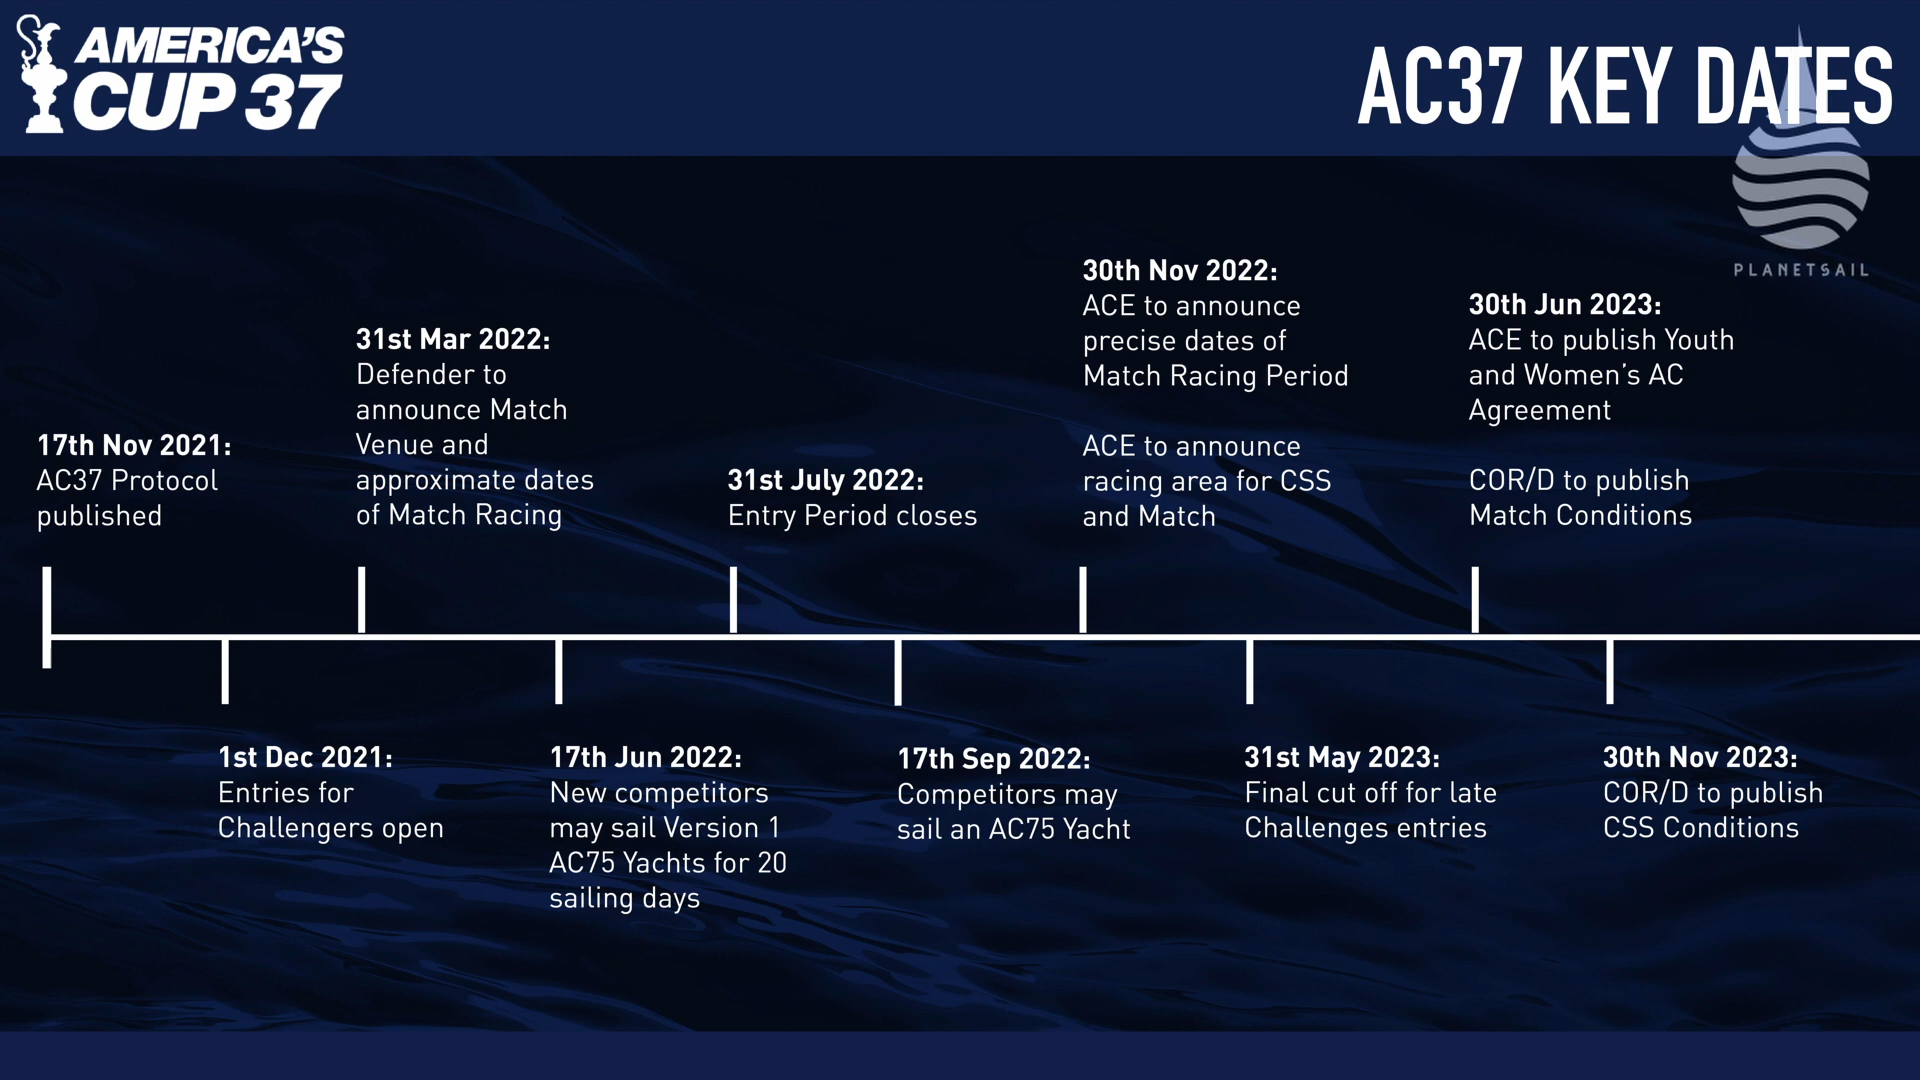 AMERICA'S
CUP 37
AC37 KEY DATES
PLANETSAIL
17th Nov 2021:
AC37 Protocol
published
1st Dec 2021:
Entries for
Challengers open
31st Mar 2022:
Defender to
announce Match
Venue and
approximate dates
of Match Racing
17th Jun 2022:
New competitors
may sail Version 1
AC75 Yachts for 20
sailing days
31st July 2022:
Entry Period closes
17th Sep 2022:
Competitors may
sail an AC75 Yacht
30th Nov 2022:
ACE to announce
precise dates of
Match Racing Period
ACE to announce
racing area for CSS
and Match
31st May 2023:
Final cut off for late
Challenges entries
30th Jun 2023:
ACE to publish Youth
and Women's AC
Agreement
COR/D to publish
Match Conditions
30th Nov 2023:
COR/D to publish
CSS Conditions